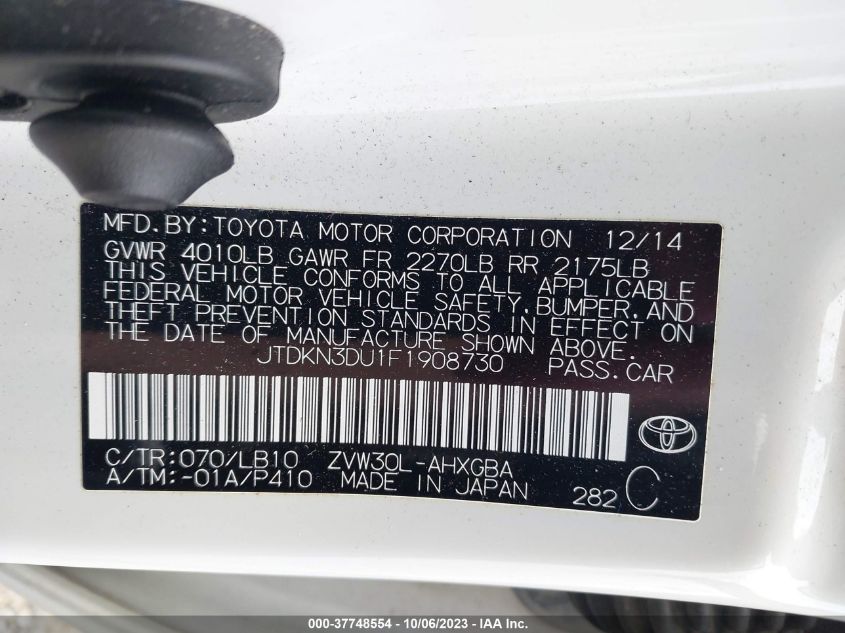 MFD.BY:TOYOTA MOTOR CORPORATION 12/14
GVWR 4010LB GAWR FR 2270LB RR 2175LB
THIS VEHICLE CONFORMS TO ALL APPLICABLE
FEDERAL MOTOR VEHICLE SAFETY,BUMPER,AND
THEFT PREVENTION STANDARDS IN EFFECT ON
THE DATE OF MANUFACTURE SHOWN ABOVE.
JTDKN3DU1F1908730 PASS.CAR
C/TR:070/LB10 ZVW30L-AHXGBA
A/TM:-01A/P410 MADE IN JAPAN 282 C
000-37748554 | 10/06/2023 | IAA Inc.